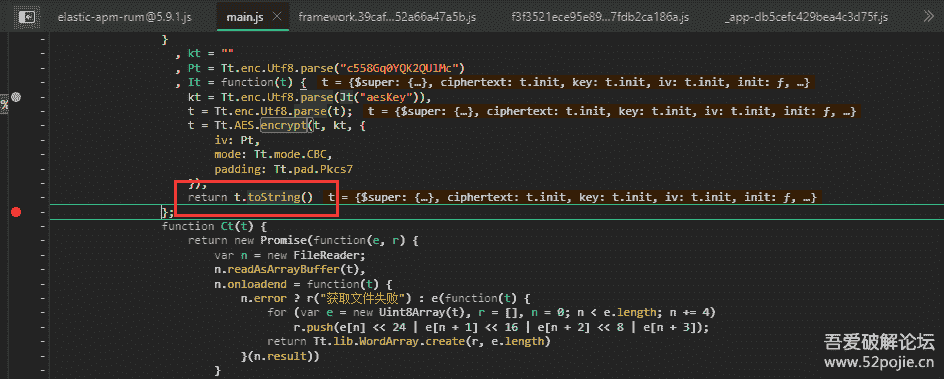 elastic-apm-rum@5.9.1.js main.js × framework.39caf...52a66a47a5b.js f3f3521ece95e89...7fdb2ca186a.js _app-db5cefc429bea4c3d75f.js
}
, kt = ""
, Pt = Tt.enc.Utf8.parse("c558Gq0YQK2QUlMc")
, It = function(t) { t = {$super: {…}, ciphertext: t.init, key: t.init, iv: t.init, init: ƒ, …}
kt = Tt.enc.Utf8.parse(Jt("aesKey")),
t = Tt.enc.Utf8.parse(t); t = {$super: {…}, ciphertext: t.init, key: t.init, iv: t.init, init: ƒ, …}
t = Tt.AES.encrypt(t, kt, {
iv: Pt,
mode: Tt.mode.CBC,
padding: Tt.pad.Pkcs7
});
return t.toString() t = {$super: {…}, ciphertext: t.init, key: t.init, iv: t.init, init: ƒ, …}
};
function Ct(t) {
return new Promise(function(e, r) {
var n = new FileReader;
n.readAsArrayBuffer(t),
n.onloadend = function(t) {
n.error ? r("获取文件失败") : e(function(t) {
for (var e = new Uint8Array(t), r = [], n = 0; n < e.length; n += 4)
r.push(e[n] << 24 | e[n + 1] << 16 | e[n + 2] << 8 | e[n + 3]);
return Tt.lib.WordArray.create(r, e.length)
}(n.result))
}
吾爱破解论坛
www.52pojie.cn